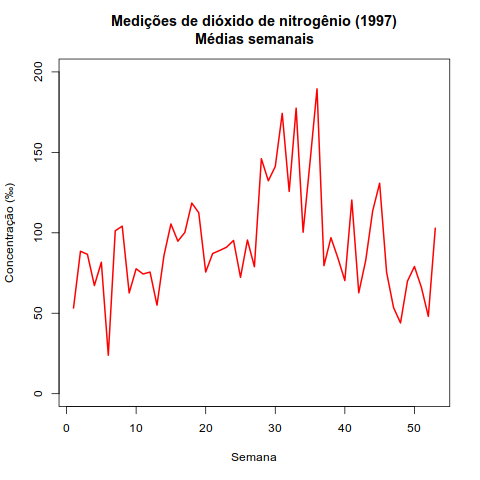 Medições de dióxido de nitrogênio (1997)
Médias semanais
Concentração (‰)
200
150
100
50
0
0 10 20 30 40 50
Semana